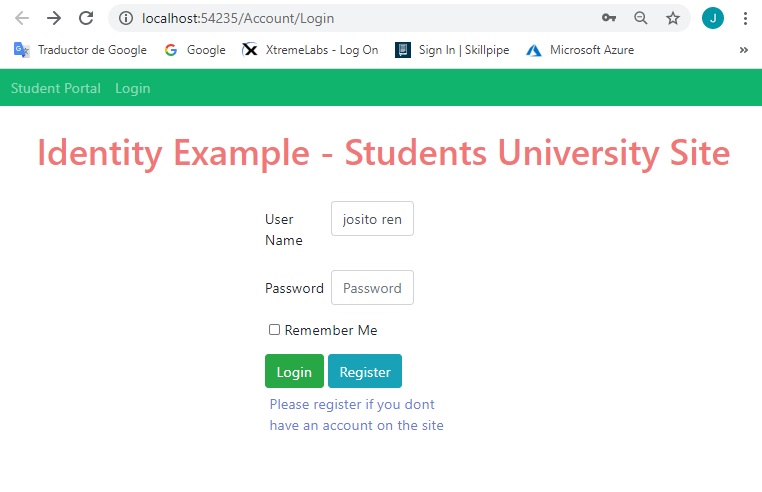 localhost:54235/Account/Login
J
Traductor de Google Google XtremeLabs - Log On Sign In | Skillpipe Microsoft Azure »
Student Portal Login
Identity Example - Students University Site
User
Name
josito ren
Password Password
Remember Me
Login Register
Please register if you dont
have an account on the site